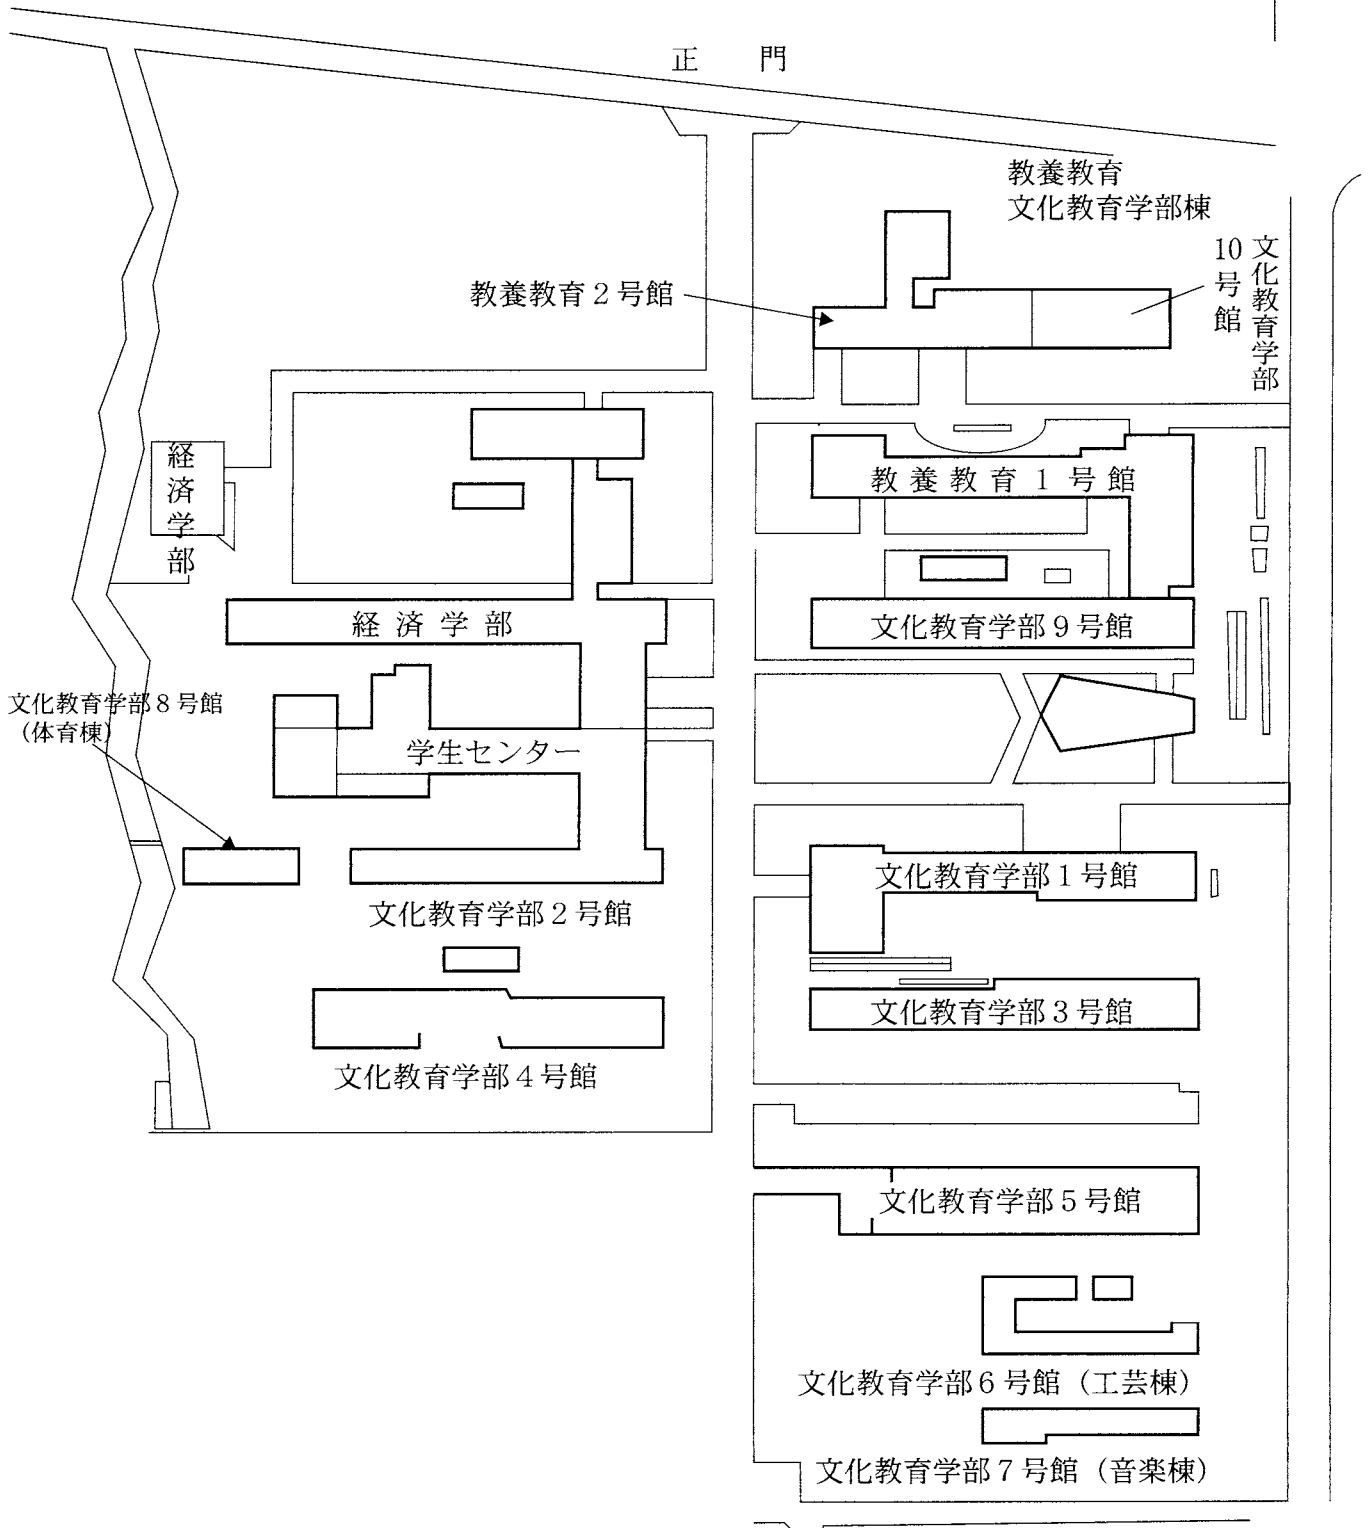 正　門
教養教育
文化教育学部棟
文化教育学部
10号館
教養教育２号館
経済学部
教養教育１号館
経済学部
文化教育学部９号館
文化教育学部８号館
（体育棟）
学生センター
文化教育学部１号館
文化教育学部２号館
文化教育学部３号館
文化教育学部４号館
文化教育学部５号館
文化教育学部６号館（工芸棟）
文化教育学部７号館（音楽棟）